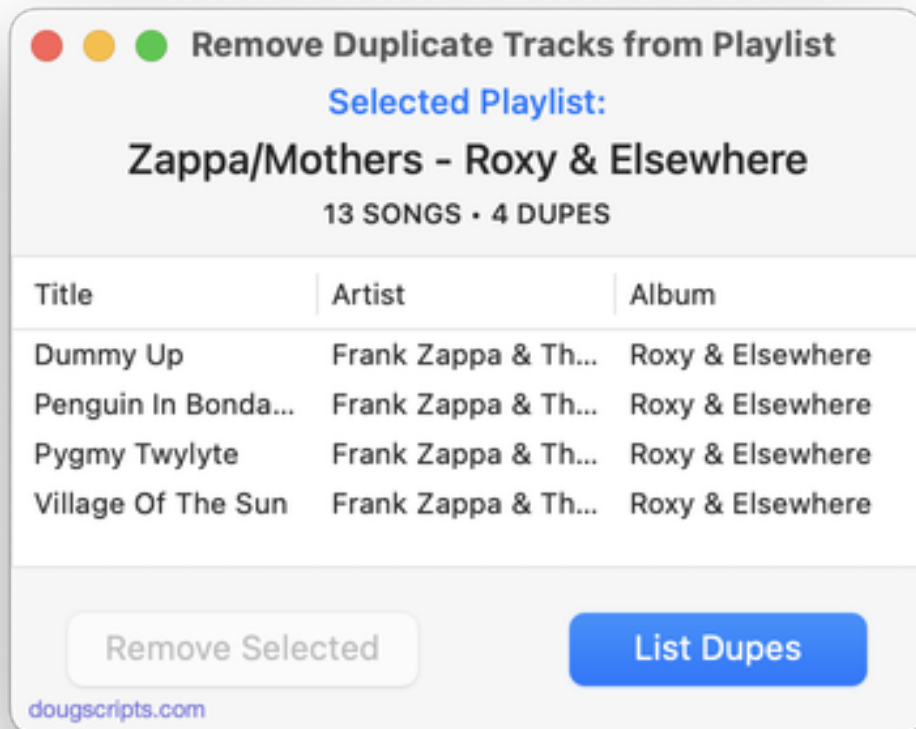 Remove Duplicate Tracks from Playlist
Selected Playlist:
Zappa/Mothers - Roxy & Elsewhere
13 SONGS • 4 DUPES
Title Artist Album
Dummy Up Frank Zappa & Th... Roxy & Elsewhere
Penguin In Bonda... Frank Zappa & Th... Roxy & Elsewhere
Pygmy Twylyte Frank Zappa & Th... Roxy & Elsewhere
Village Of The Sun Frank Zappa & Th... Roxy & Elsewhere
Remove Selected List Dupes
dougscripts.com